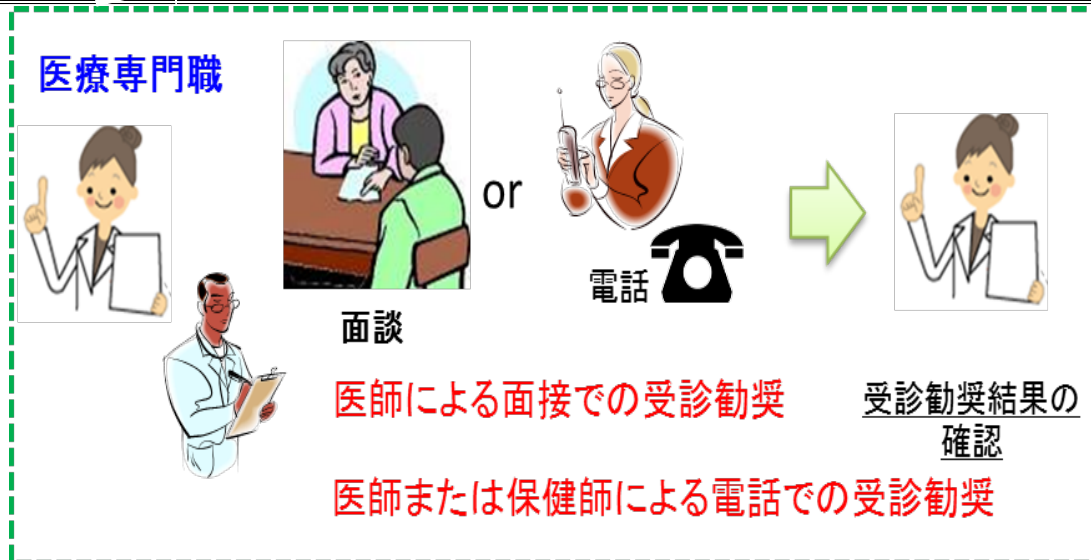 医療専門職
or
電話
面談
医師による面接での受診勧奨
受診勧奨結果の
確認
医師または保健師による電話での受診勧奨